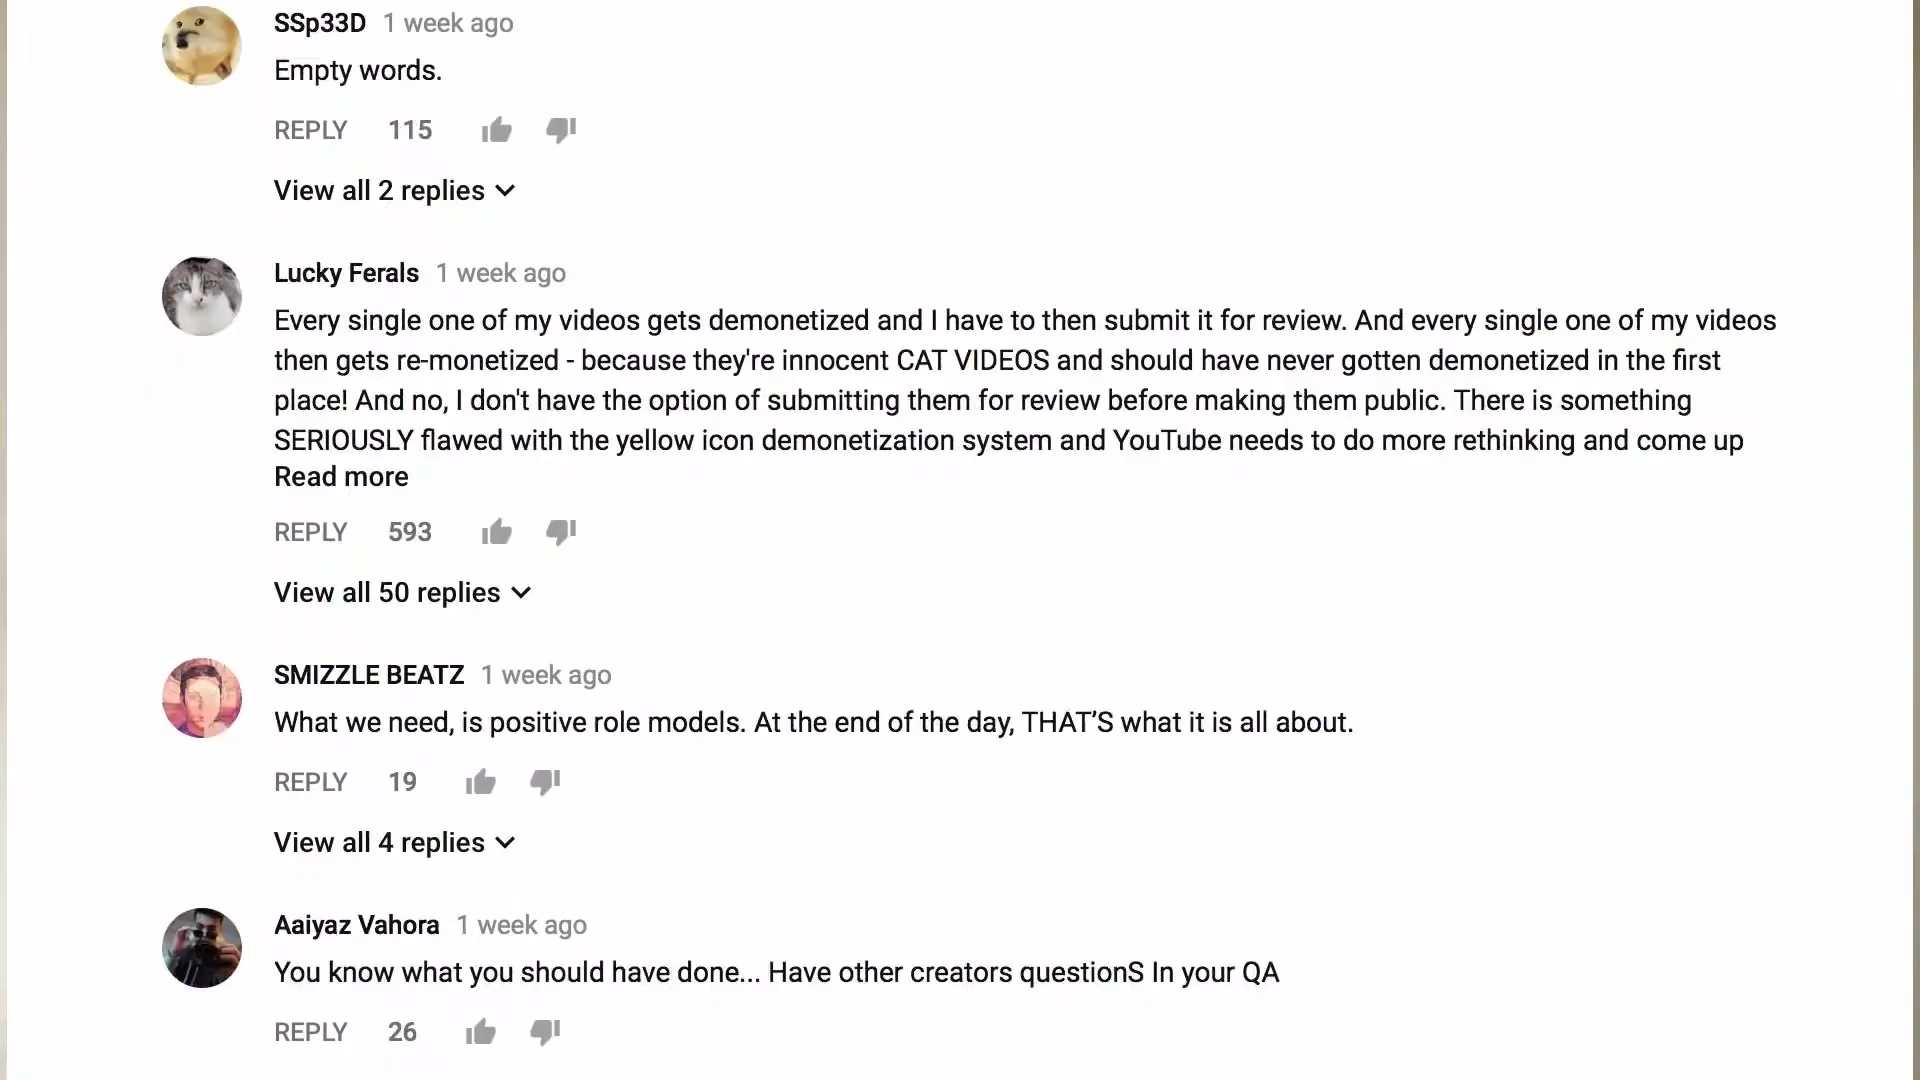 SSp33D 1 week ago
Empty words.
REPLY 115
View all 2 replies
Lucky Ferals 1 week ago
Every single one of my videos gets demonetized and I have to then submit it for review. And every single one of my videos
then gets re-monetized - because they're innocent CAT VIDEOS and should have never gotten demonetized in the first
place! And no, I don't have the option of submitting them for review before making them public. There is something
SERIOUSLY flawed with the yellow icon demonetization system and YouTube needs to do more rethinking and come up
Read more
REPLY 593
View all 50 replies
SMIZZLE BEATZ 1 week ago
What we need, is positive role models. At the end of the day, THAT’S what it is all about.
REPLY 19
View all 4 replies
Aaiyaz Vahora 1 week ago
You know what you should have done... Have other creators questionS In your QA
REPLY 26